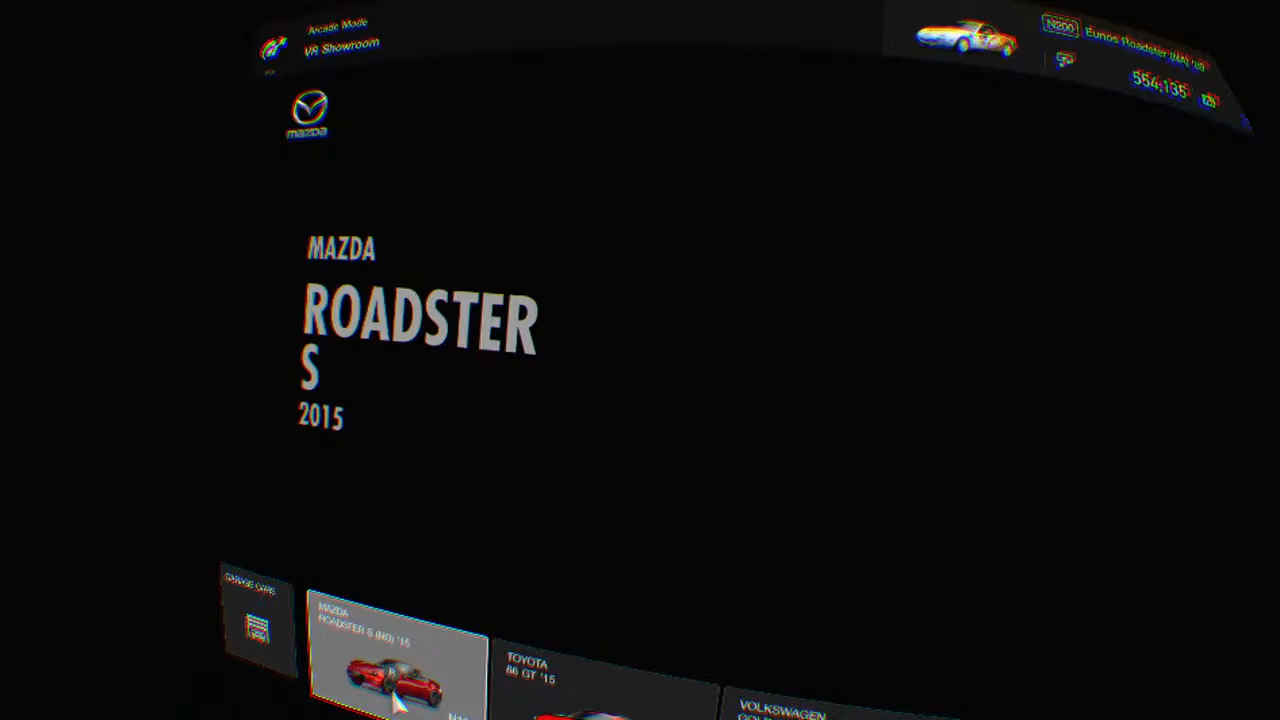 Arcade Mode
VR Showroom
N200
Eunos Roadster (NA) '89
554,135
mazda
MAZDA
ROADSTER
S
2015
GARAGE CARS
MAZDA
ROADSTER S (ND) '15
TOYOTA
86 GT '15
VOLKSWAGEN